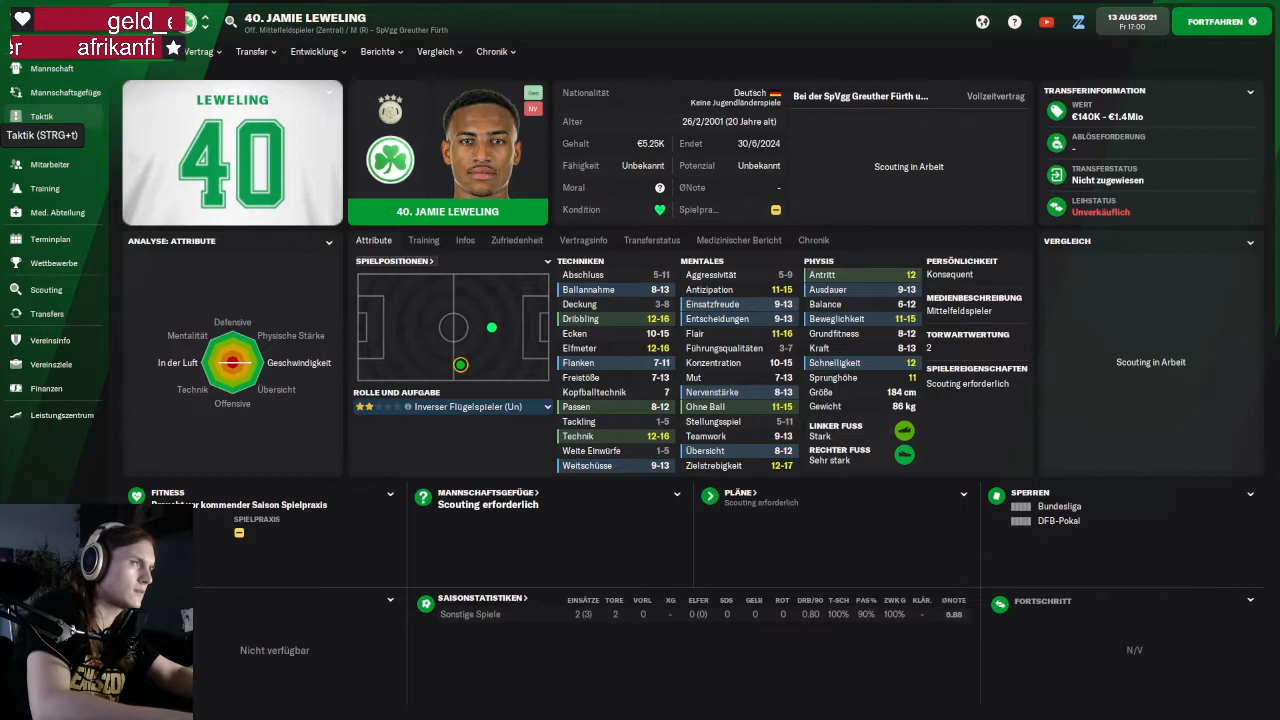 geld_e
er afrikanfi
40. JAMIE LEWELING
Off. Mittelfeldspieler (Zentral) / M (R) – SpVgg Greuther Fürth
13 AUG 2021
Fr 17:00
FORTFAHREN
Vertrag Transfer Entwicklung Berichte Vergleich Chronik
Mannschaft
Mannschaftsgefüge
Taktik
Taktik (STRG+t)
Mitarbeiter
Training
Med. Abteilung
Terminplan
Wettbewerbe
Scouting
Transfers
Vereinsinfo
Vereinsziele
Finanzen
Leistungszentrum
LEWELING
40
40. JAMIE LEWELING
NV
Nationalität Deutsch
Keine Jugendländerspiele
Alter 26/2/2001 (20 Jahre alt)
Gehalt €5.25K Endet 30/6/2024
Fähigkeit Unbekannt Potenzial Unbekannt
Moral ? ØNote -
Kondition Spielpra...
Bei der SpVgg Greuther Fürth u... Vollzeitvertrag
Scouting in Arbeit
TRANSFERINFORMATION
WERT
€140K - €1.4Mio
ABLÖSEFORDERUNG
-
TRANSFERSTATUS
Nicht zugewiesen
LEIHSTATUS
Unverkäuflich
ANALYSE: ATTRIBUTE
Defensive
Mentalität Physische Stärke
In der Luft Geschwindigkeit
Technik Übersicht
Offensive
Attribute Training Infos Zufriedenheit Vertragsinfo Transferstatus Medizinischer Bericht Chronik
SPIELPOSITIONEN>
ROLLE UND AUFGABE
Inverser Flügelspieler (Un)
TECHNIKEN
Abschluss 5-11
Ballannahme 8-13
Deckung 3-8
Dribbling 12-16
Ecken 10-15
Elfmeter 12-16
Flanken 7-11
Freistöße 7-13
Kopfballtechnik 7
Passen 8-12
Tackling 1-5
Technik 12-16
Weite Einwürfe 1-5
Weitschüsse 9-13
MENTALES
Aggressivität 5-9
Antizipation 11-15
Einsatzfreude 9-13
Entscheidungen 9-13
Flair 11-16
Führungsqualitäten 3-7
Konzentration 10-15
Mut 7-13
Nervenstärke 8-13
Ohne Ball 11-15
Stellungsspiel 5-11
Teamwork 9-13
Übersicht 8-12
Zielstrebigkeit 12-17
PHYSIS
Antritt 12
Ausdauer 9-13
Balance 6-12
Beweglichkeit 11-15
Grundfitness 8-12
Kraft 8-13
Schnelligkeit 12
Sprunghöhe 11
Größe 184 cm
Gewicht 86 kg
LINKER FUSS
Stark
RECHTER FUSS
Sehr stark
PERSÖNLICHKEIT
Konsequent
MEDIENBESCHREIBUNG
Mittelfeldspieler
TORWARTWERTUNG
2
SPIELEREIGENSCHAFTEN
Scouting erforderlich
VERGLEICH
Scouting in Arbeit
FITNESS
Braucht vor kommender Saison Spielpraxis
SPIELPRAXIS
MANNSCHAFTSGEFÜGE>
Scouting erforderlich
PLÄNE>
Scouting erforderlich
SPERREN
Bundesliga
DFB-Pokal
Nicht verfügbar
SAISONSTATISTIKEN> EINSÄTZE TORE VORL XG ELFER SDS GELB ROT DRB/90 T-SCH PAS % ZWK G KLÄR. ØNOTE
Sonstige Spiele 2 (3) 2 0 - 0 (0) 0 0 0 0.80 100% 90% 100% - 6.88
FORTSCHRITT
N/V